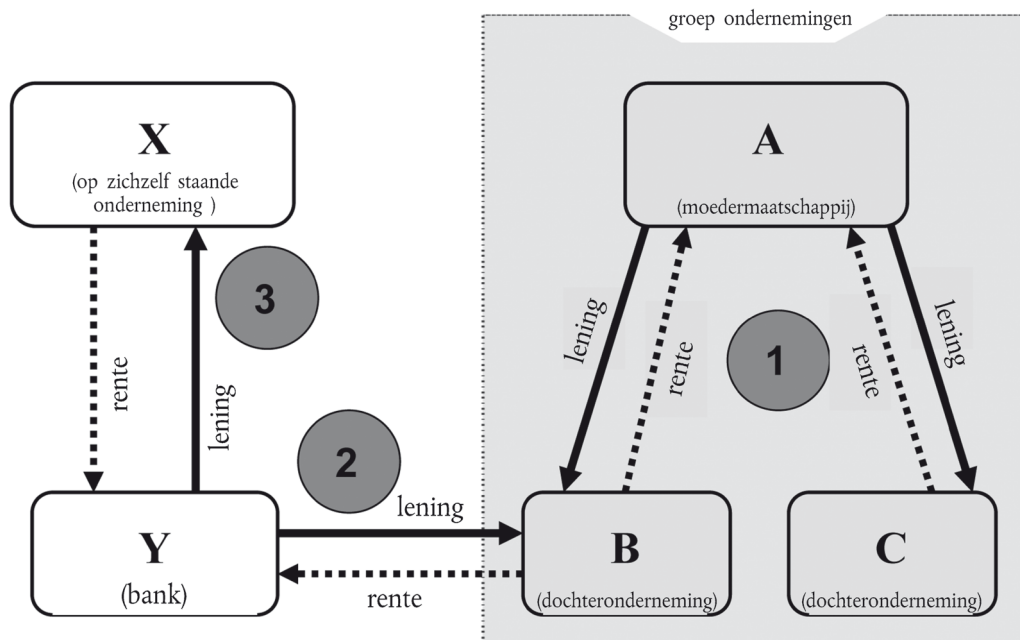 groep ondernemingen
X
(op zichzelf staande
onderneming )
A
(moedermaatschappij)
3
rente
lening
lening
rente
1
rente
lening
2
lening
rente
Y
(bank)
B
(dochteronderneming)
C
(dochteronderneming)